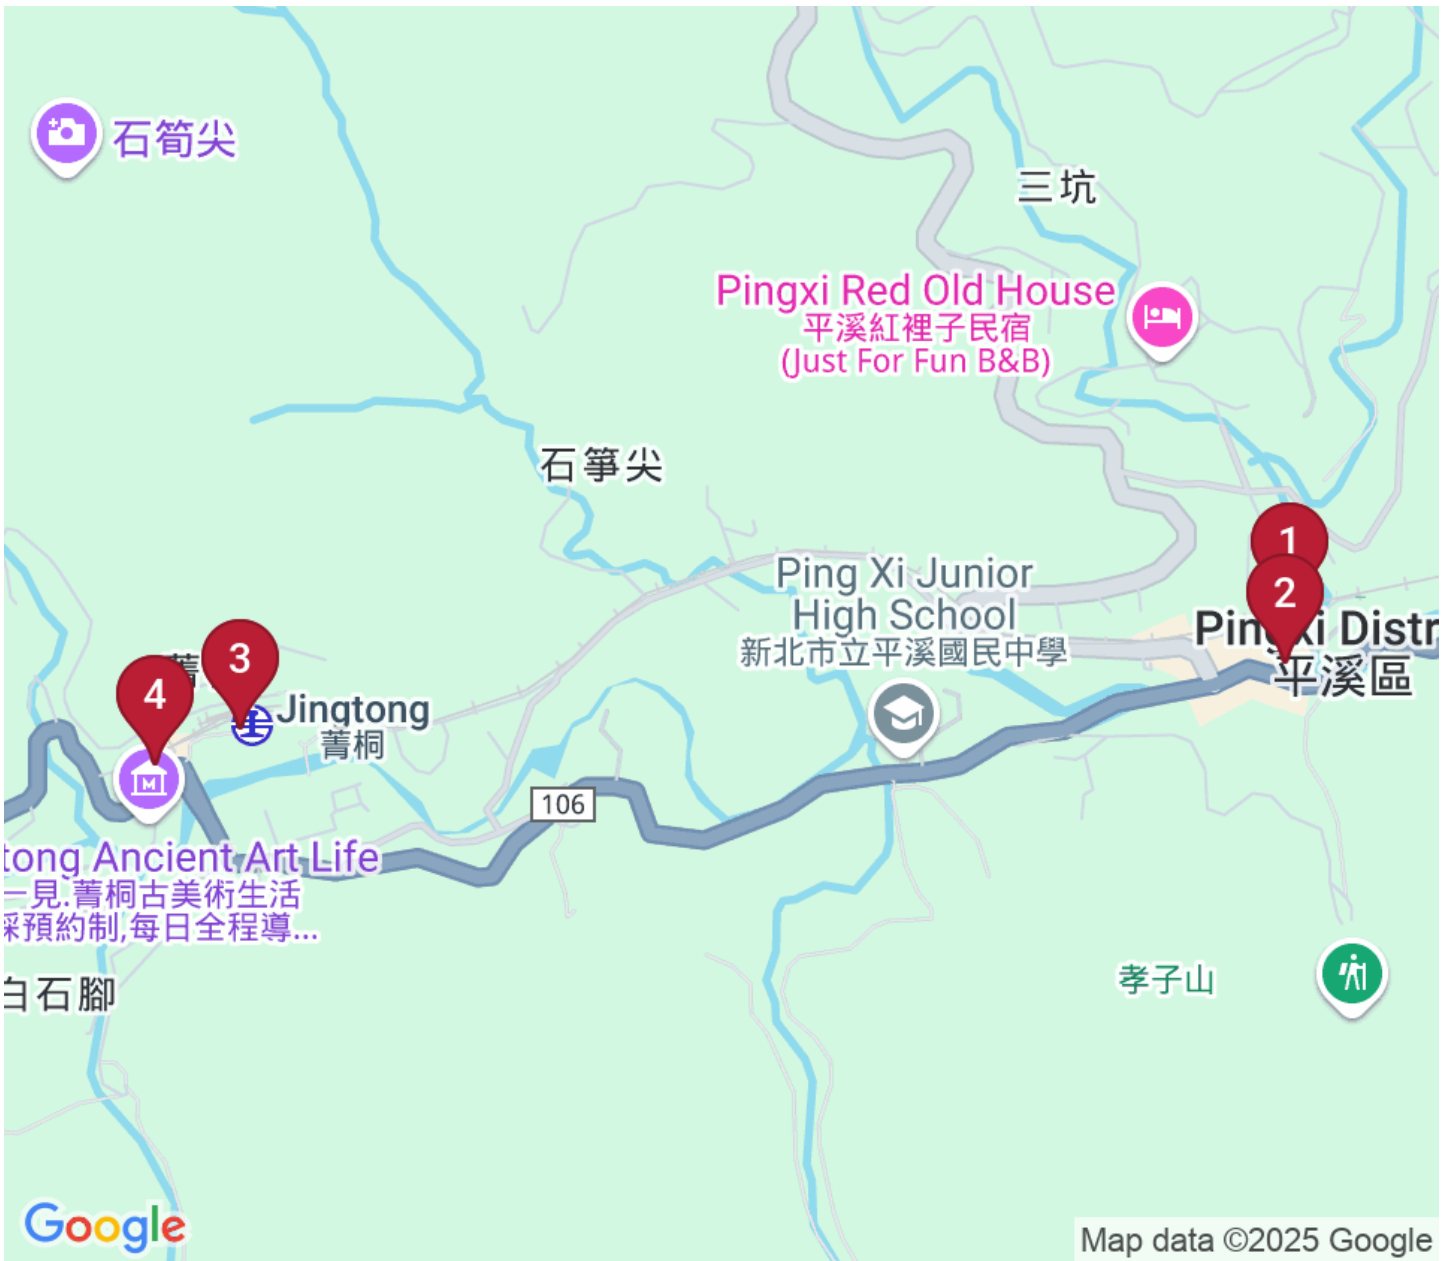 石筍尖
三坑
Pingxi Red Old House
平溪紅裡子民宿
(Just For Fun B&B)
石筆尖
1
2
Ping Xi Junior
High School
新北市立平溪國民中學
平溪區
3
4
Jingtong
菁桐
106
M
tong Ancient Art Life
一見.菁桐古美術生活
預約制,每日全程導...
白石腳
孝子山
Google
Map data ©2025 Google